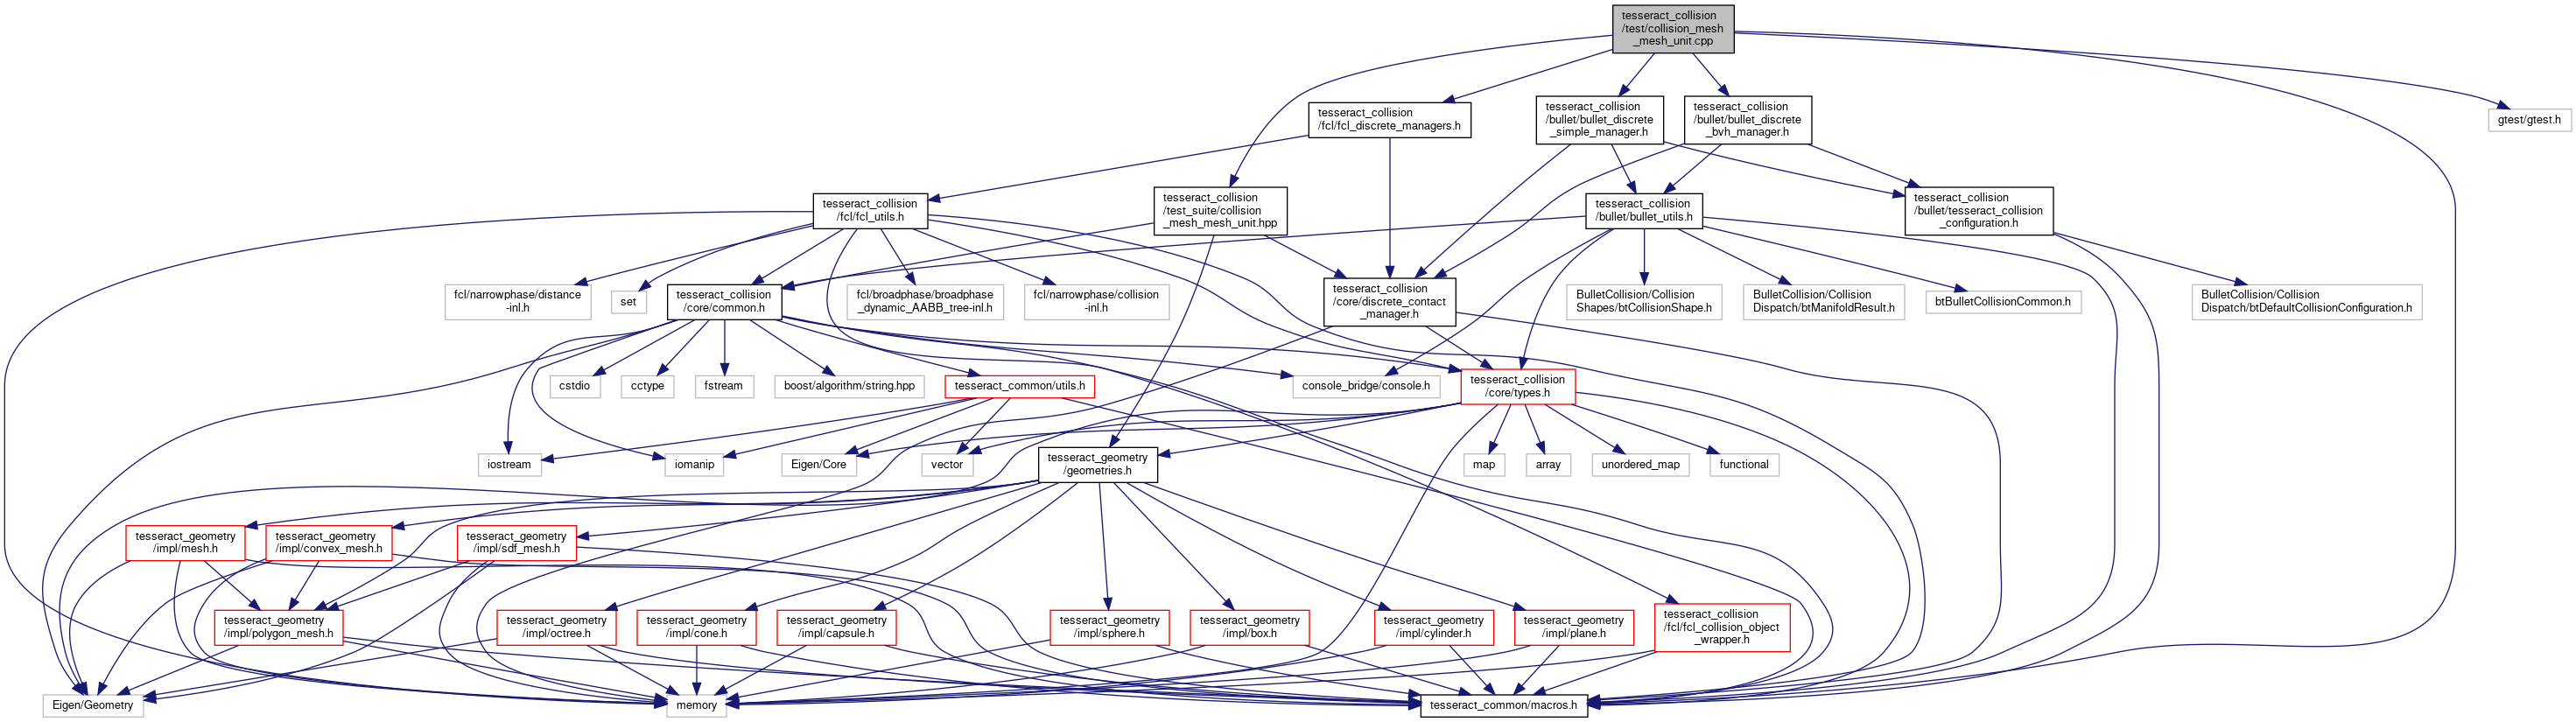 tesseract_collision
/test/collision_mesh
_mesh_unit.cpp
tesseract_collision
/fcl/fcl_discrete_managers.h
tesseract_collision
/bullet/bullet_discrete
_simple_manager.h
tesseract_collision
/bullet/bullet_discrete
_bvh_manager.h
gtest/gtest.h
tesseract_collision
/fcl/fcl_utils.h
tesseract_collision
/test_suite/collision
_mesh_mesh_unit.hpp
tesseract_collision
/bullet/bullet_utils.h
tesseract_collision
/bullet/tesseract_collision
_configuration.h
fcl/narrowphase/distance
-inl.h
set
tesseract_collision
/core/common.h
fcl/broadphase/broadphase
_dynamic_AABB_tree-inl.h
fcl/narrowphase/collision
-inl.h
tesseract_collision
/core/discrete_contact
_manager.h
BulletCollision/Collision
Shapes/btCollisionShape.h
BulletCollision/Collision
Dispatch/btManifoldResult.h
btBulletCollisionCommon.h
BulletCollision/Collision
Dispatch/btDefaultCollisionConfiguration.h
cstdio
cctype
fstream
boost/algorithm/string.hpp
tesseract_common/utils.h
console_bridge/console.h
tesseract_collision
/core/types.h
iostream
iomanip
Eigen/Core
vector
tesseract_geometry
/geometries.h
map
array
unordered_map
functional
tesseract_geometry
/impl/mesh.h
tesseract_geometry
/impl/convex_mesh.h
tesseract_geometry
/impl/sdf_mesh.h
tesseract_geometry
/impl/polygon_mesh.h
tesseract_geometry
/impl/octree.h
tesseract_geometry
/impl/cone.h
tesseract_geometry
/impl/capsule.h
tesseract_geometry
/impl/sphere.h
tesseract_geometry
/impl/box.h
tesseract_geometry
/impl/cylinder.h
tesseract_geometry
/impl/plane.h
tesseract_collision
/fcl/fcl_collision_object
_wrapper.h
Eigen/Geometry
memory
tesseract_common/macros.h